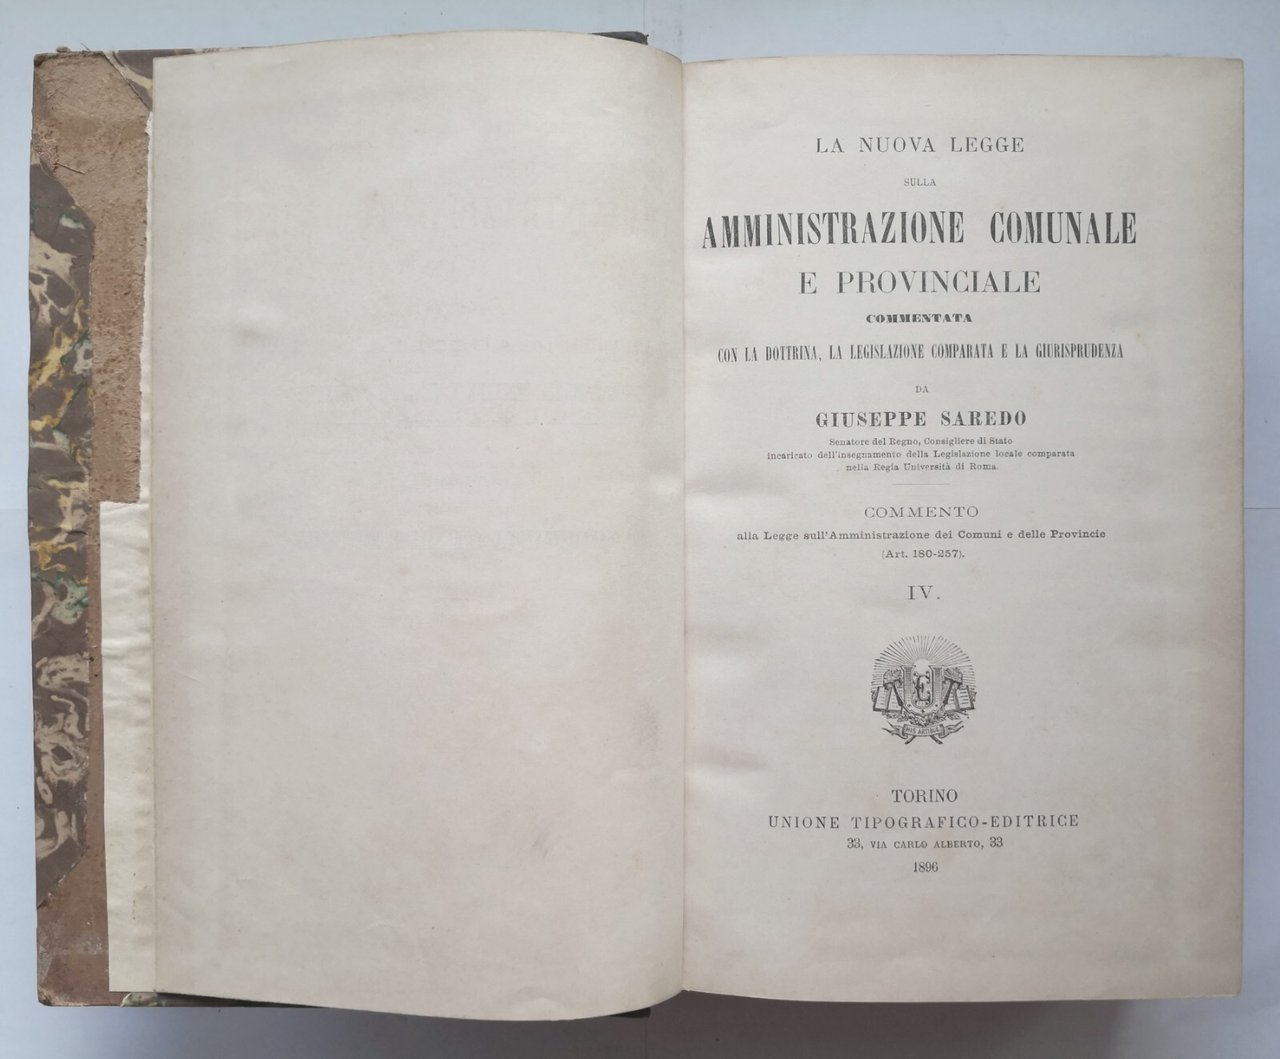 LA NUOVA LEGGE
SULLA
AMMINISTRAZIONE COMUNALE
E PROVINCIALE
COMMENTATA
CON LA DOTTRINA, LA LEGISLAZIONE COMPARATA E LA GIURISPRUDENZA
DA
GIUSEPPE SAREDO
Senatore del Regno, Consigliere di Stato
incaricato dell'insegnamento della Legislazione locale comparata
nella Regia Università di Roma.
COMMENTO
alla Legge sull'Amministrazione dei Comuni e delle Provincie
(Art. 180-257).
IV.
HIS ARTIBUS
TORINO
UNIONE TIPOGRAFICO-EDITRICE
33, VIA CARLO ALBERTO, 33
1896